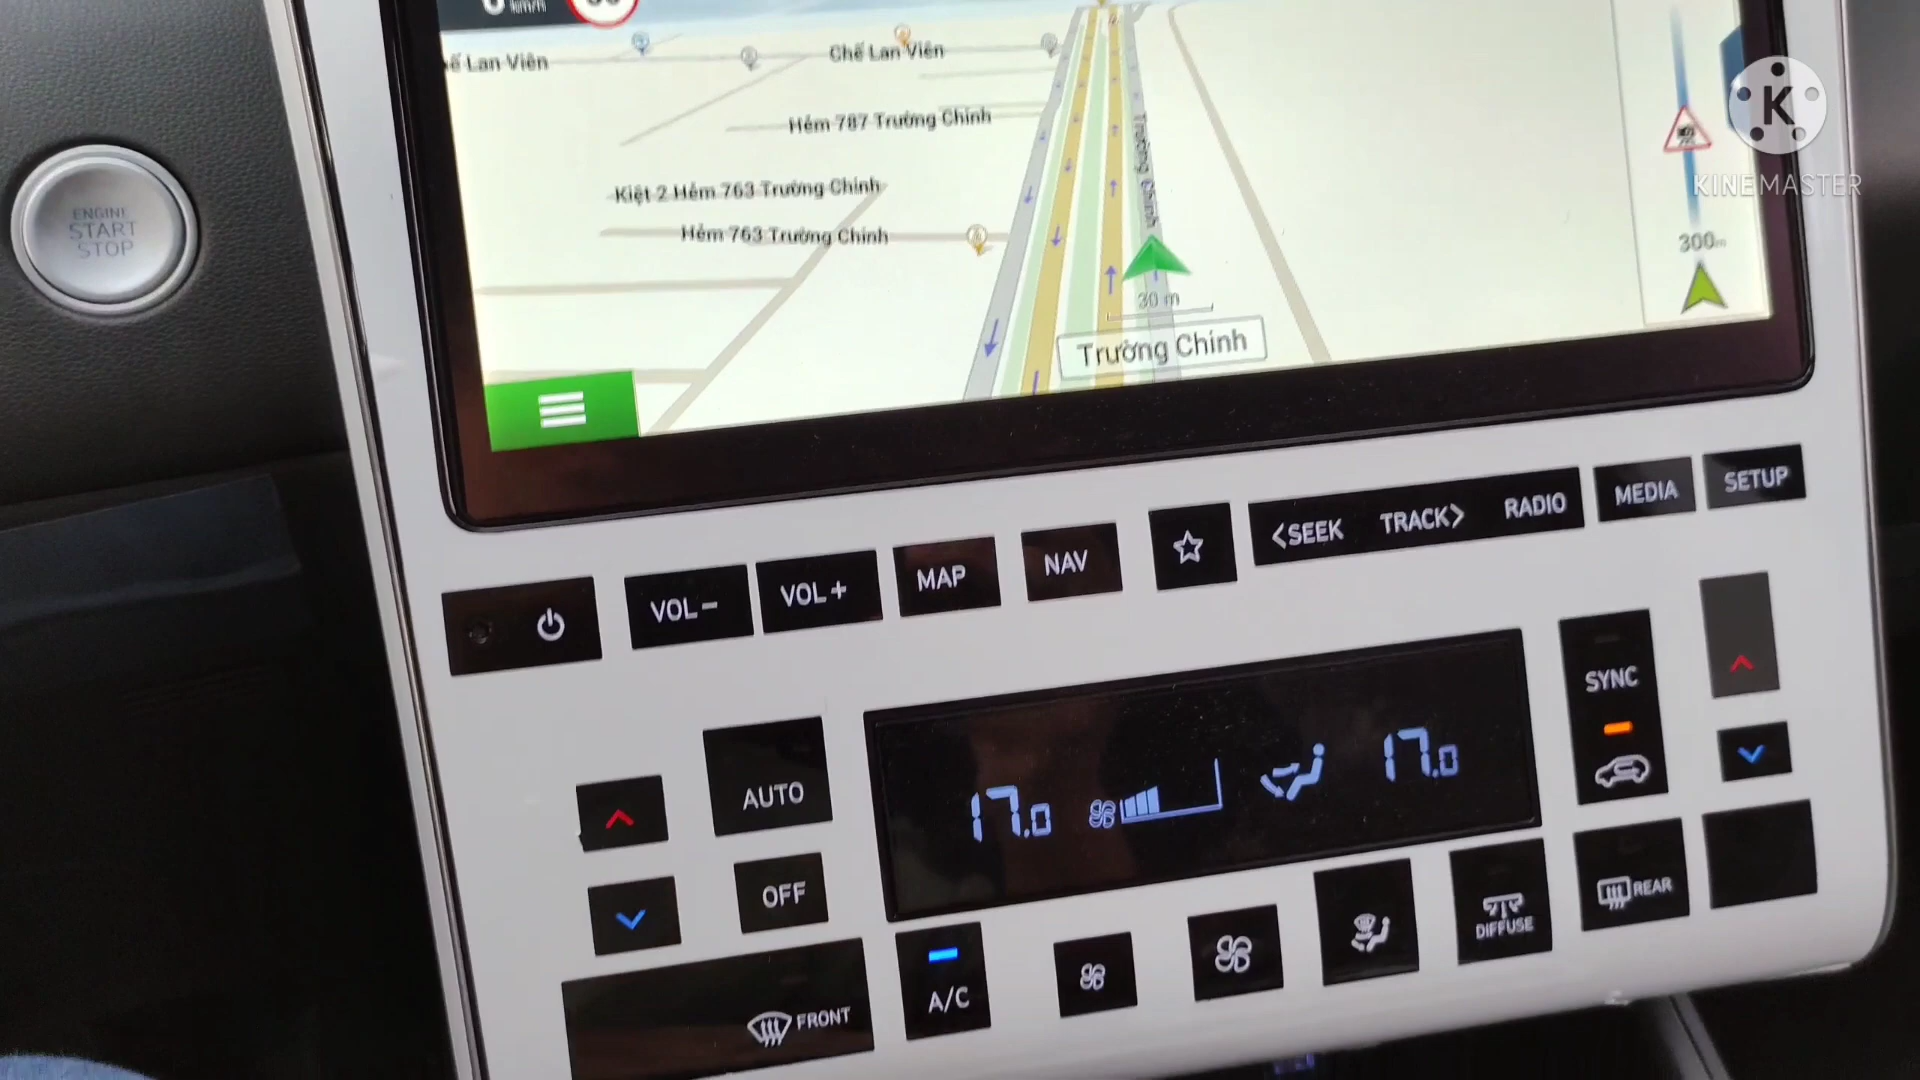 km/h
ế Lan Viên
Chế Lan Viên
Hẻm 787 Trường Chinh
Kiệt 2 Hẻm 763 Trường Chinh
Hẻm 763 Trường Chinh
Trường Chinh
30 m
Trường Chinh
300m
K
KINEMASTER
ENGINE
START
STOP
VOL-
VOL+
MAP
NAV
<SEEK
TRACK>
RADIO
MEDIA
SETUP
AUTO
OFF
17.0
17.0
SYNC
FRONT
A/C
DIFFUSE
REAR